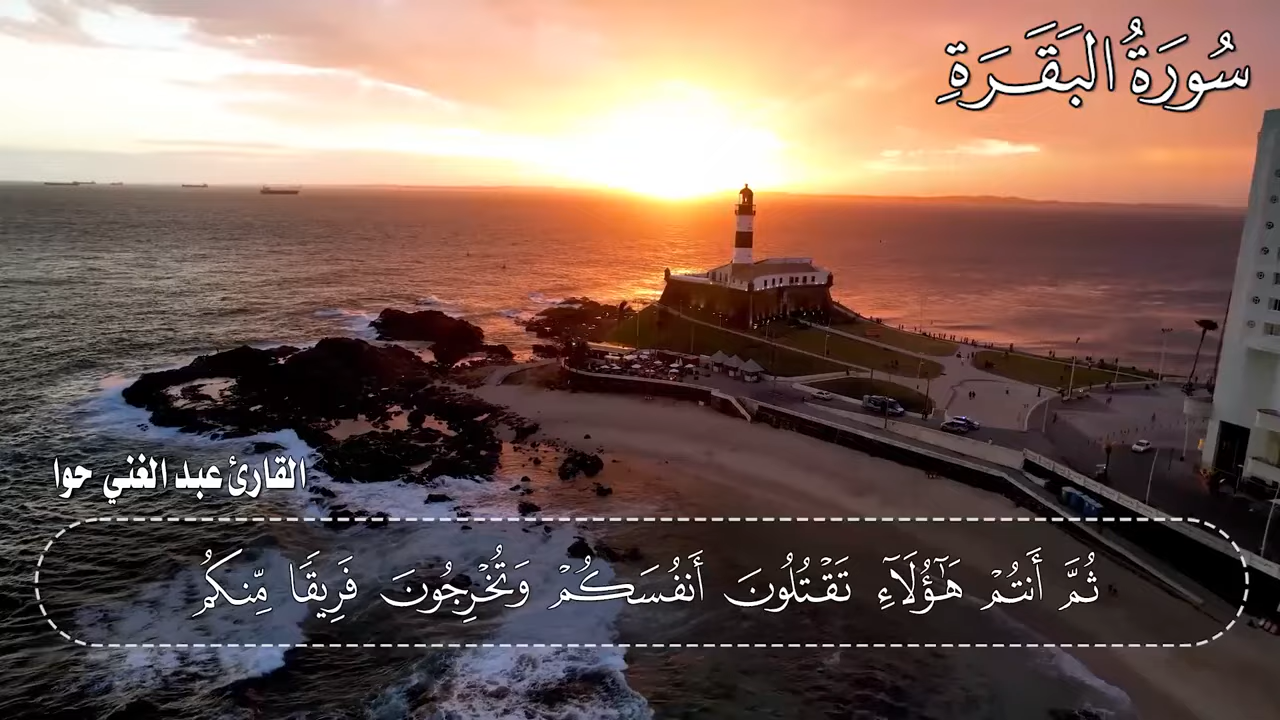 سُورَةُ البَقَرَةِ
القارئ عبد الغني حوا
ثُمَّ أَنتُمْ هَٰٓؤُلَآءِ تَقْتُلُونَ أَنفُسَكُمْ وَتُخْرِجُونَ فَرِيقًا مِّنكُم